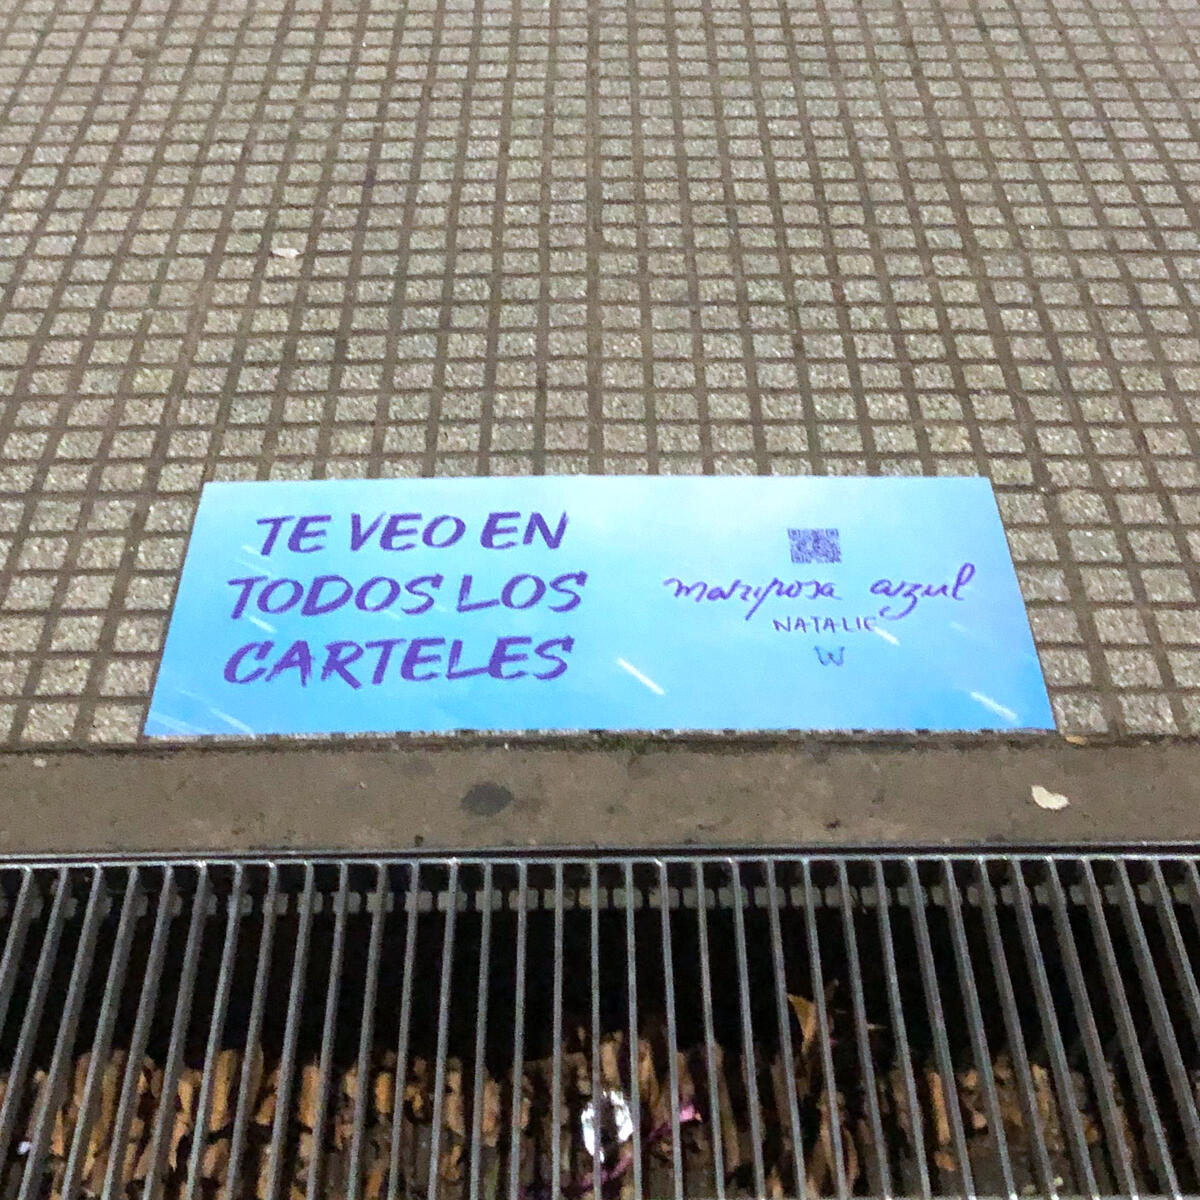 TE VEO EN
TODOS LOS
CARTELES
mariposa azul
NATALIE